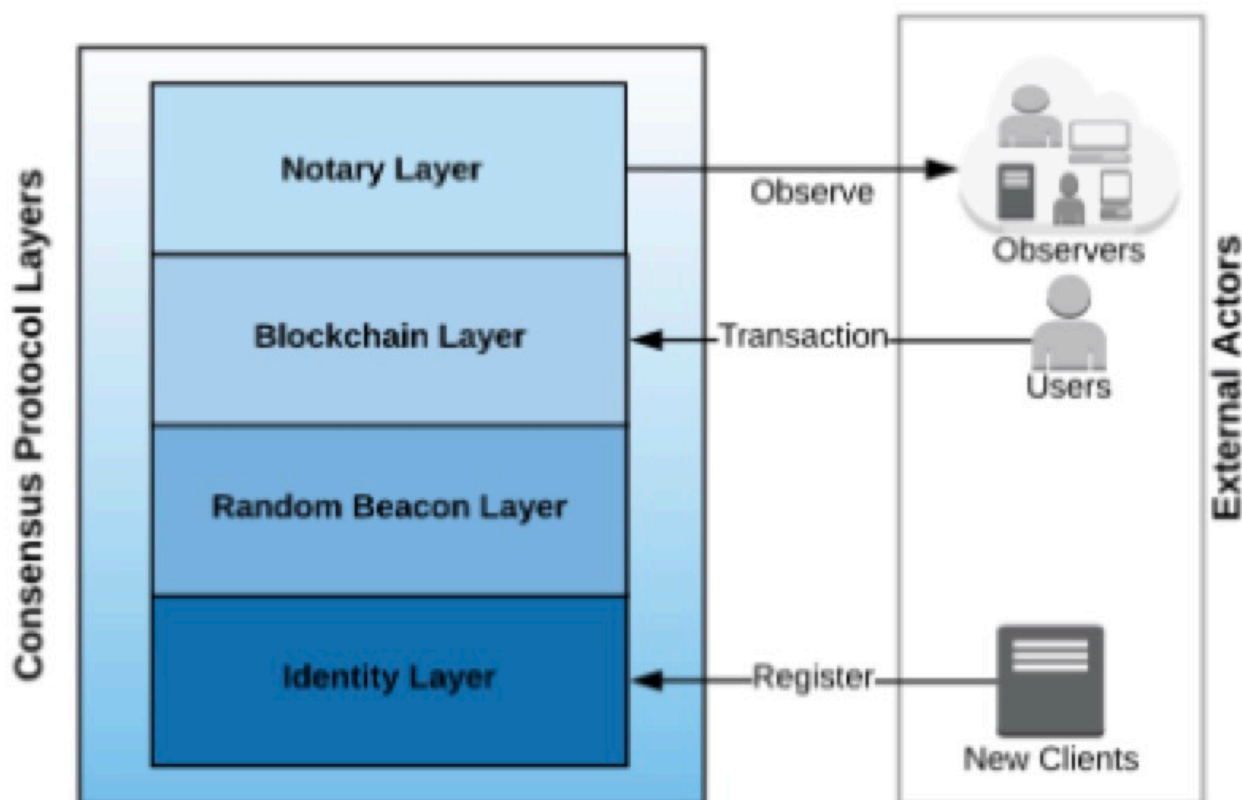 Consensus Protocol Layers
Notary Layer
Observe
Observers
Blockchain Layer
Transaction
Users
Random Beacon Layer
Identity Layer
Register
New Clients
External Actors